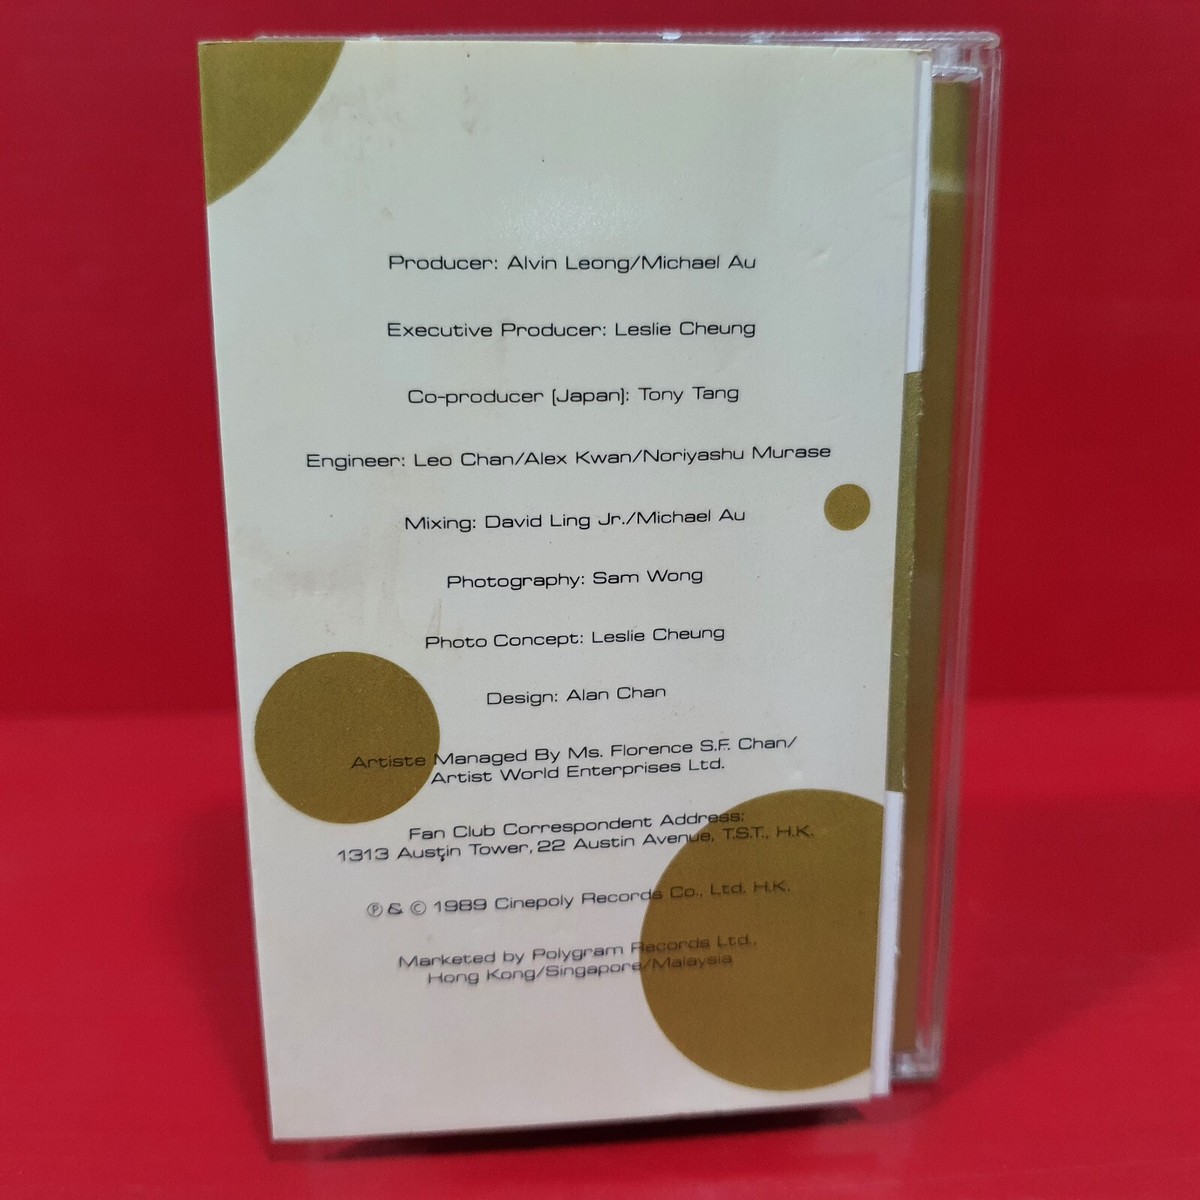 Producer: Alvin Leong/Michael Au
Executive Producer: Leslie Cheung
Co-producer (Japan): Tony Tang
Engineer: Leo Chan/Alex Kwan/Noriyashu Murase
Mixing: David Ling Jr./Michael Au
Photography: Sam Wong
Photo Concept: Leslie Cheung
Design: Alan Chan
Artiste Managed By Ms. Florence S.F. Chan/
Artist World Enterprises Ltd.
Fan Club Correspondent Address:
1313 Austin Tower, 22 Austin Avenue, T.S.T., H.K.
℗ & © 1989 Cinepoly Records Co., Ltd. H.K.
Marketed by Polygram Records Ltd.,
Hong Kong/Singapore/Malaysia